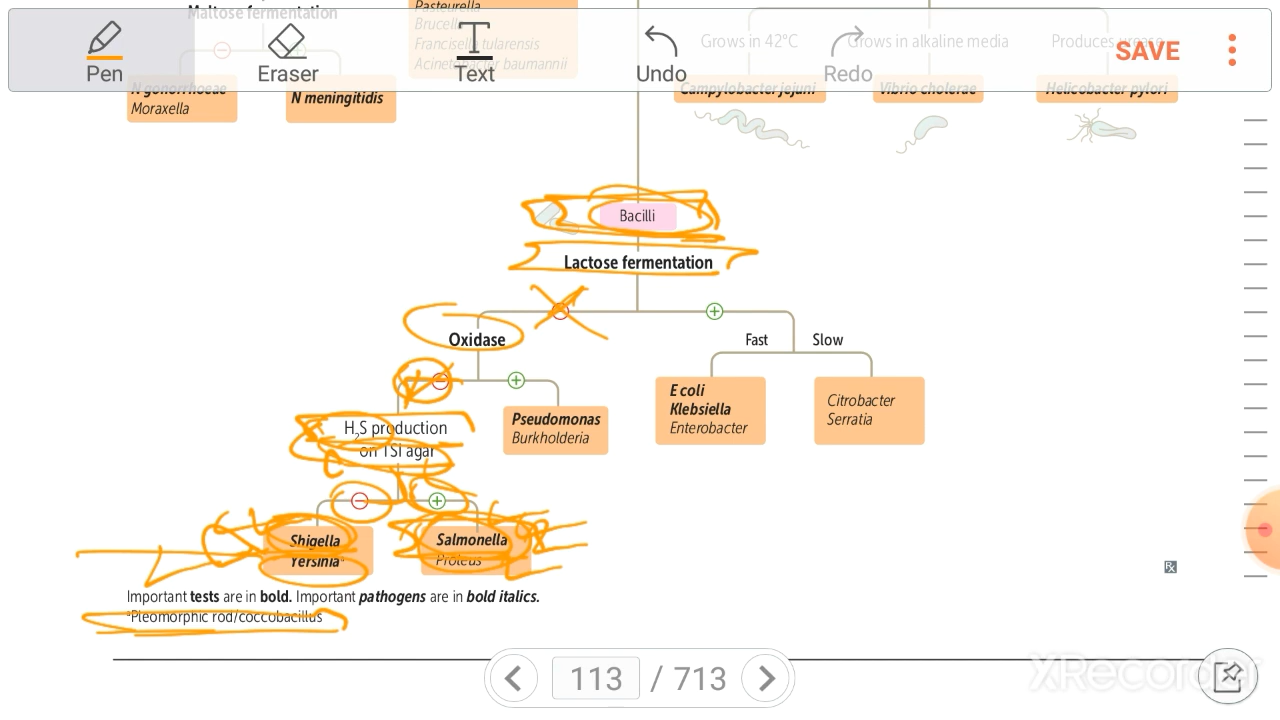 Maltose fermentation
Pasteurella
Brucella
Francisella tularensis
Acinetobacter baumannii
Grows in 42°C
Grows in alkaline media
Produces urease
Pen
Eraser
Text
Undo
Redo
SAVE
N gonorrhoeae
Moraxella
N meningitidis
Campylobacter jejuni
Vibrio cholerae
Helicobacter pylori
Bacilli
Lactose fermentation
Oxidase
Fast
Slow
E coli
Klebsiella
Enterobacter
Citrobacter
Serratia
Pseudomonas
Burkholderia
H2S production
on TSI agar
Shigella
Yersinia a
Salmonella
Proteus
Important tests are in bold. Important pathogens are in bold italics.
aPleomorphic rod/coccobacillus
113 / 713
XRecorder